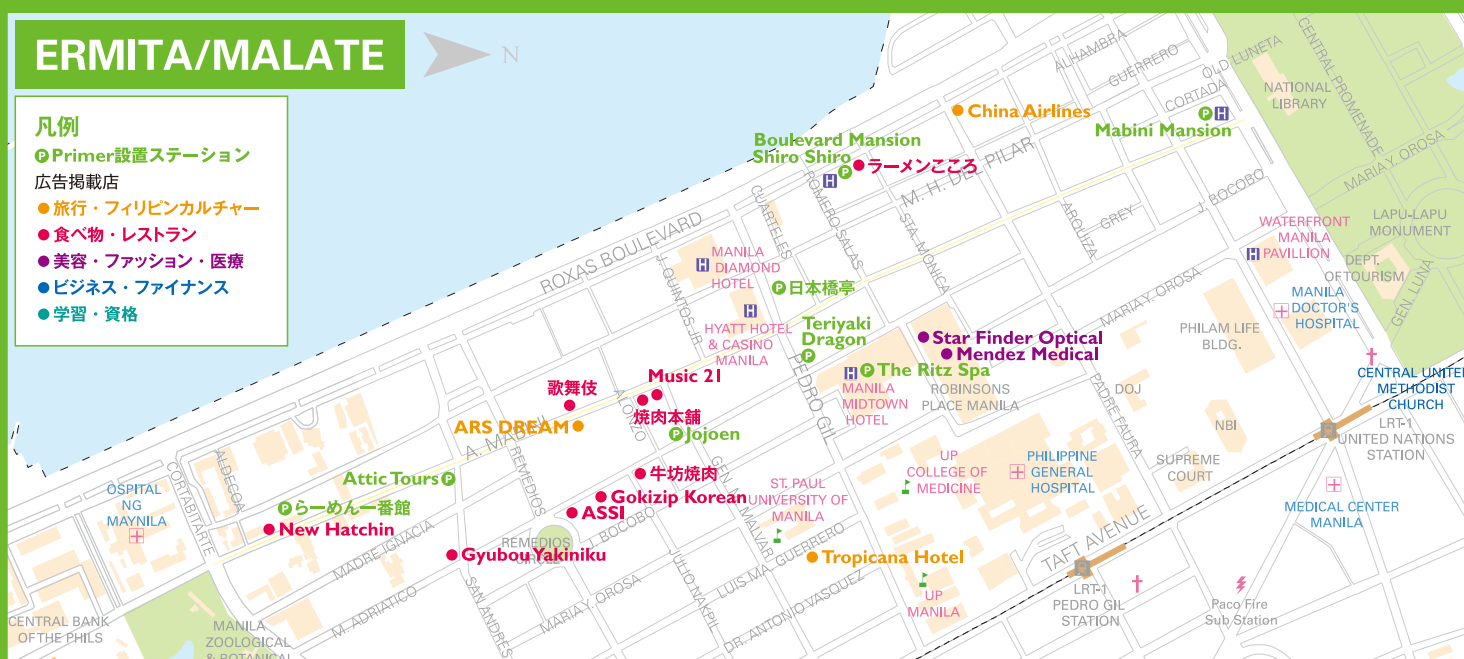 ERMITA/MALATE
N
凡例
P Primer設置ステーション
広告掲載店
●旅行・フィリピンカルチャー
●食べ物・レストラン
●美容・ファッション・医療
●ビジネス・ファイナンス
●学習・資格
ALHAMBRA
GUERRERO
CORTADA
OLD LUNETA
CENTRAL PROMENADE
NATIONAL
LIBRARY
China Airlines
P H
Mabini Mansion
MARIA Y. OROSA
Boulevard Mansion
Shiro Shiro P
H
ラーメンこころ
M. H. DEL PILAR
J. BOCOBO
GREY
ARQUIZA
STA. MONICA
ROMERO SALAS
CUARTELES
ROXAS BOULEVARD
J. QUINTOS JR.
LAPU-LAPU
MONUMENT
WATERFRONT
MANILA
H PAVILLION
DEPT.
OF TOURISM
GEN. LUNA
MANILA
DOCTOR'S
HOSPITAL
MARIA Y. OROSA
PHILAM LIFE
BLDG.
H MANILA
DIAMOND
HOTEL
P日本橋亭
H
HYATT HOTEL
& CASINO
MANILA
Teriyaki
Dragon
P
PEDRO GIL
Star Finder Optical
Mendez Medical
H P The Ritz Spa
MANILA
MIDTOWN
HOTEL
ROBINSONS
PLACE MANILA
PADRE FAURA
DOJ
NBI
SUPREME
COURT
CENTRAL UNITED
METHODIST
CHURCH
LRT-1
UNITED NATIONS
STATION
R
Music 21
歌舞伎
焼肉本舗
ARS DREAM
A. MABINI
ALONZO
P Jojoen
牛坊焼肉
Gokizip Korean
ASSI
REMEDIOS
REMEDIOS
CIRCLE
J. BOCOBO
GEN. MALVAR
ST. PAUL
UNIVERSITY OF
MANILA
UP
COLLEGE OF
MEDICINE
PHILIPPINE
GENERAL
HOSPITAL
MEDICAL CENTER
MANILA
Attic Tours P
Pらーめん一番館
New Hatchin
OSPITAL
NG
MAYNILA
CORTABITARTE
ALDECOA
MADRE IGNACIA
Gyubou Yakiniku
M. ADRIATICO
SAN ANDRES
MARIA Y. OROSA
JULIO NAKPIL
LUIS MA. GUERRERO
Tropicana Hotel
DR. ANTONIO VASQUEZ
UP
MANILA
TAFT AVENUE
R
LRT-1
PEDRO GIL
STATION
Paco Fire
Sub Station
CENTRAL BANK
OF THE PHILS
MANILA
ZOOLOGICAL
& BOTANICAL